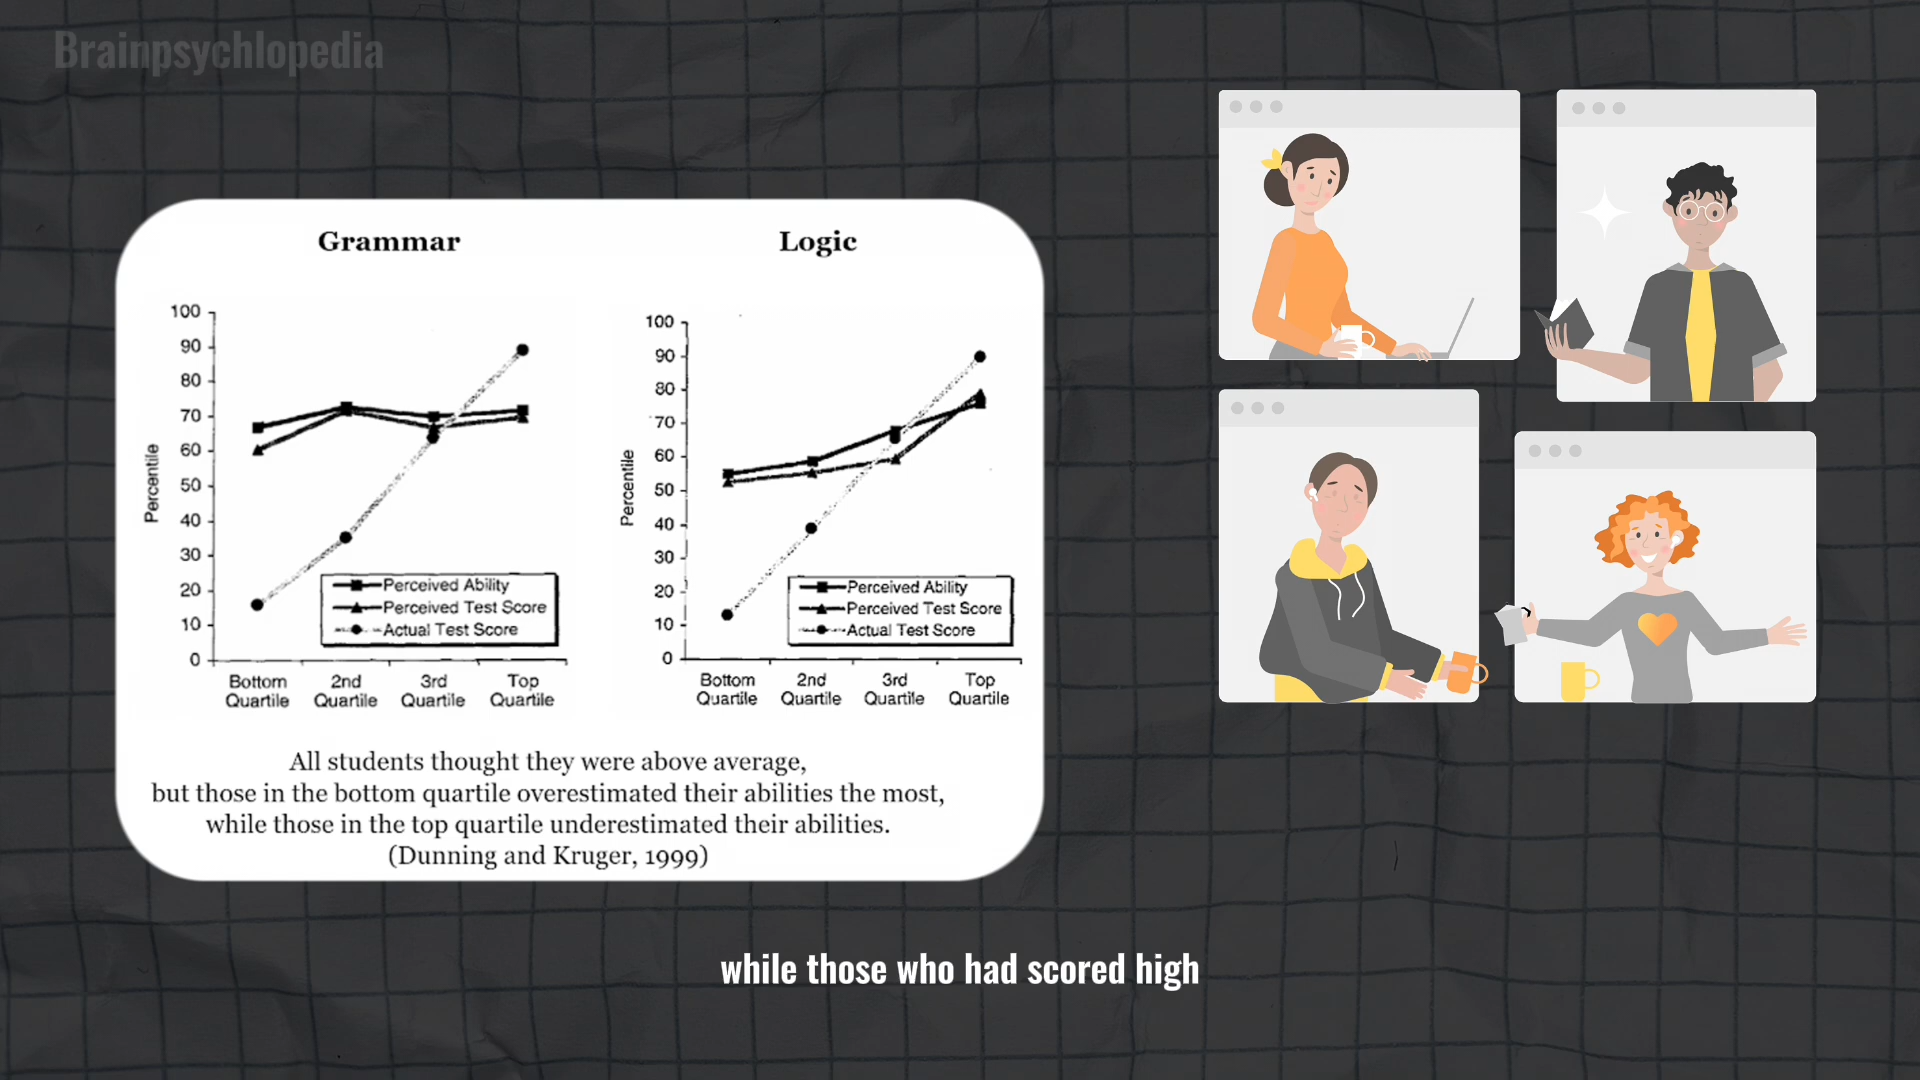 Brainpsychlopedia
Grammar
100
90
80
70
60
50
40
30
20
10
0
Percentile
Perceived Ability
Perceived Test Score
Actual Test Score
Bottom Quartile
2nd Quartile
3rd Quartile
Top Quartile
Logic
100
90
80
70
60
50
40
30
20
10
0
Percentile
Perceived Ability
Perceived Test Score
Actual Test Score
Bottom Quartile
2nd Quartile
3rd Quartile
Top Quartile
All students thought they were above average,
but those in the bottom quartile overestimated their abilities the most,
while those in the top quartile underestimated their abilities.
(Dunning and Kruger, 1999)
while those who had scored high